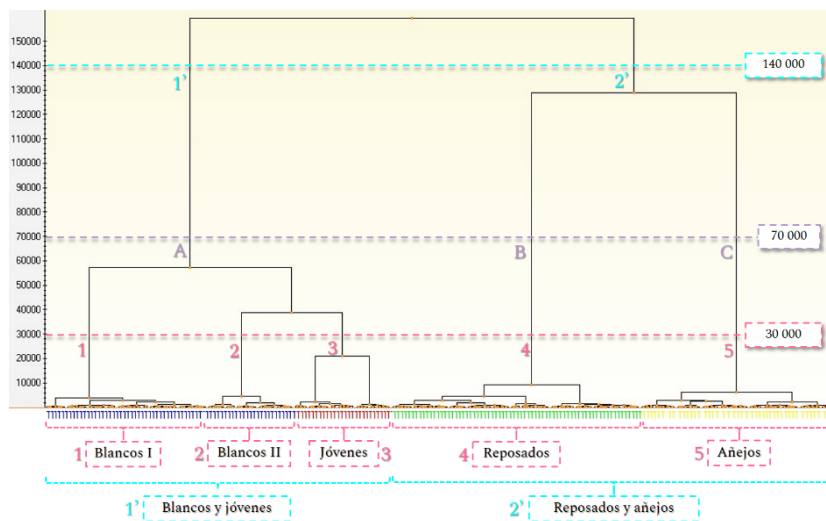 150000
140000
130000
120000
110000
100000
90000
80000
70000
60000
50000
40000
30000
20000
10000
140 000
1’
2’
70 000
A
B
C
30 000
1
2
3
4
5
1 Blancos I
2 Blancos II
Jóvenes 3
4 Reposados
5 Añejos
1’ Blancos y jóvenes
2’ Reposados y añejos